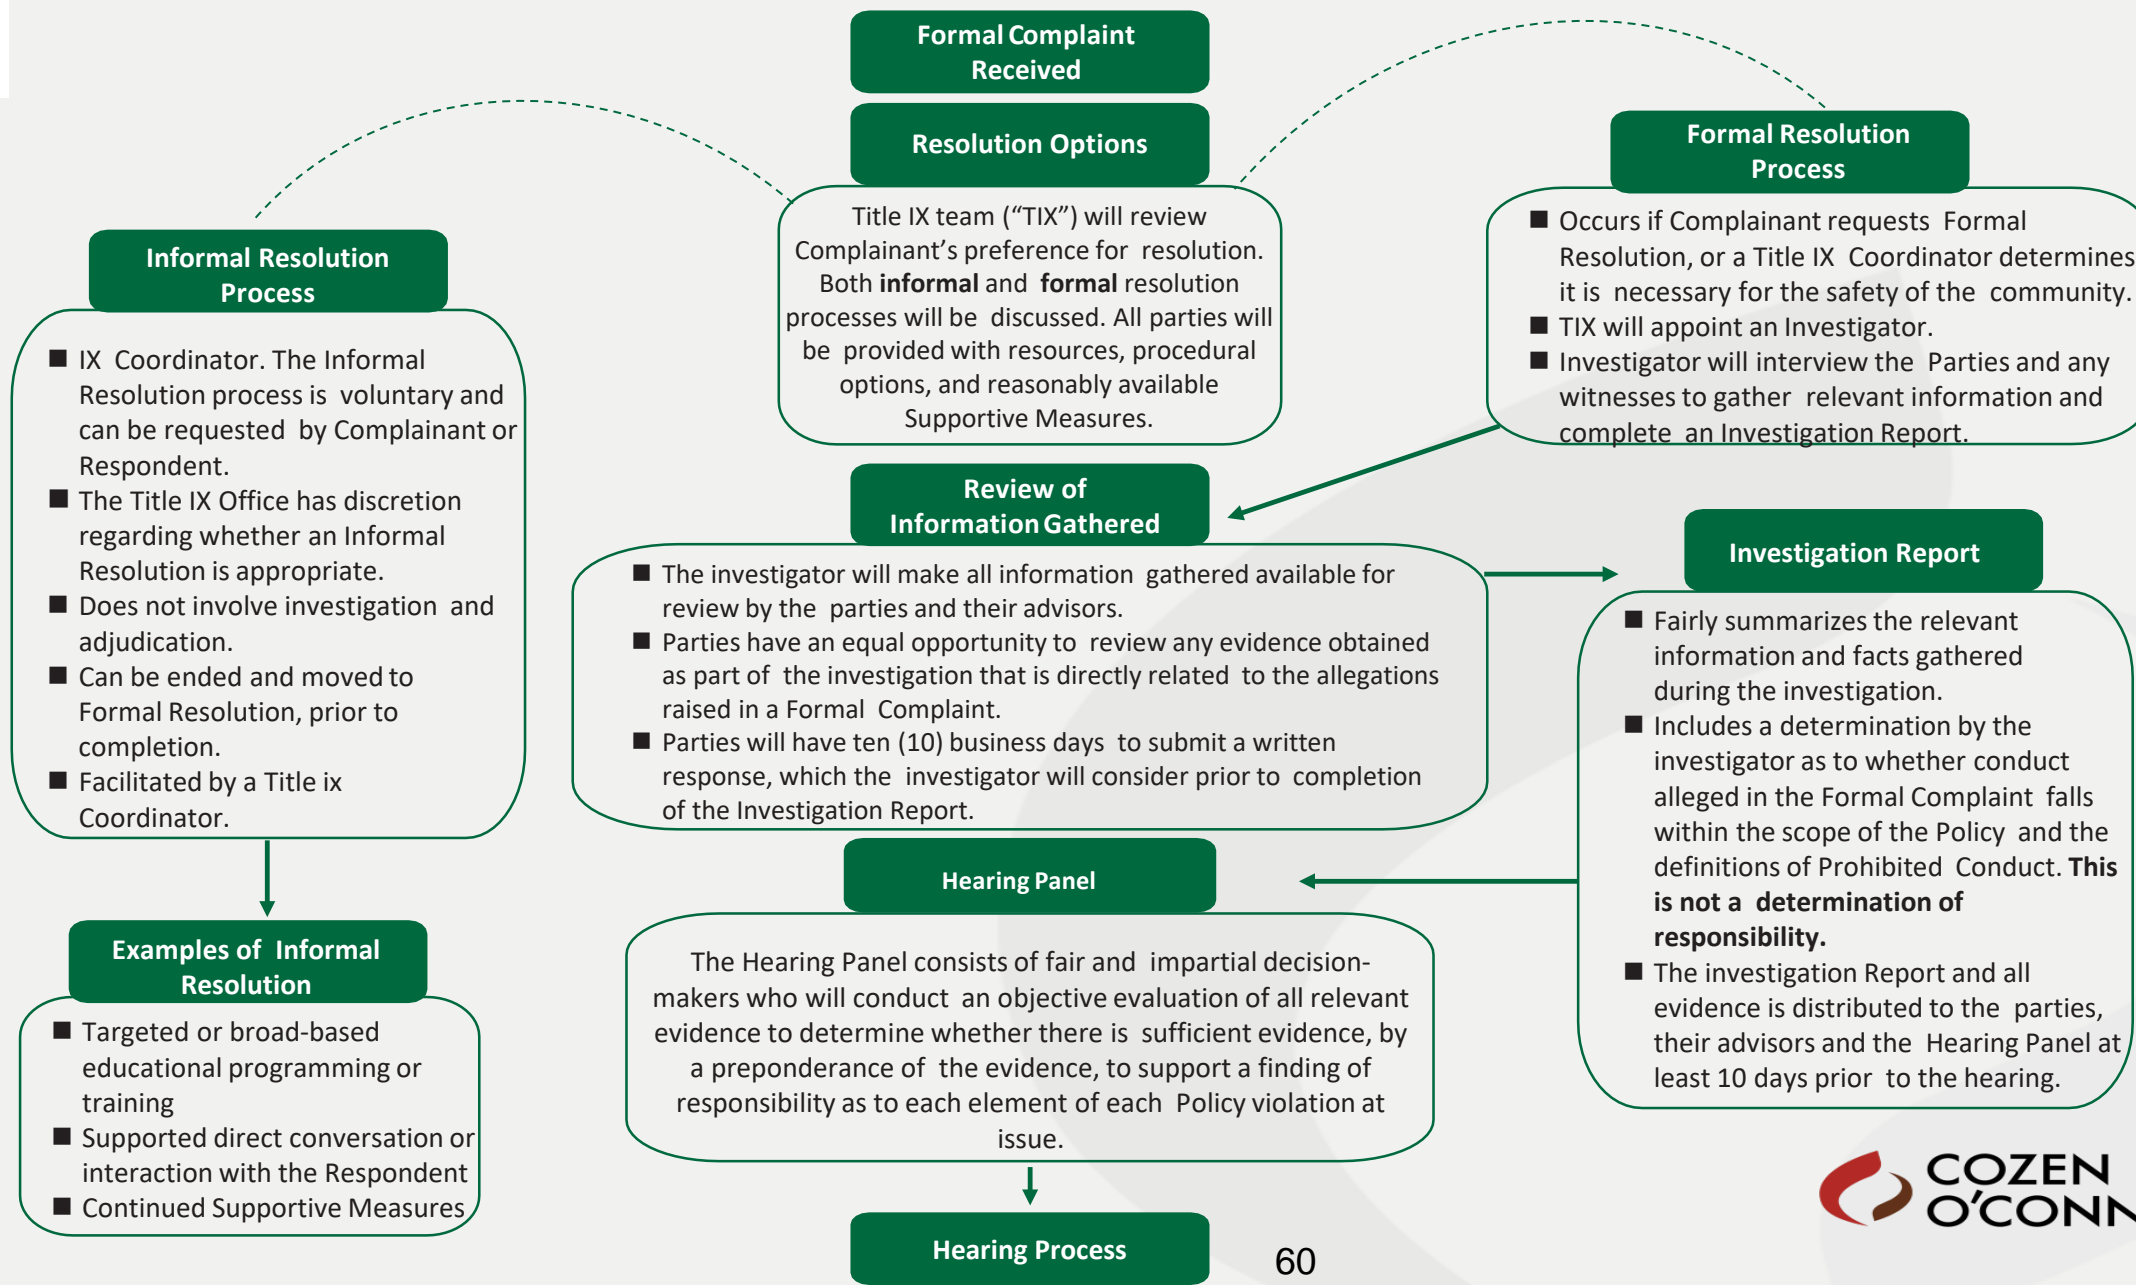 Formal Complaint
Received
Resolution Options
Title IX team (“TIX”) will review
Complainant’s preference for resolution.
Both informal and formal resolution
processes will be discussed. All parties will
be provided with resources, procedural
options, and reasonably available
Supportive Measures.
Informal Resolution
Process
■ IX Coordinator. The Informal
Resolution process is voluntary and
can be requested by Complainant or
Respondent.
■ The Title IX Office has discretion
regarding whether an Informal
Resolution is appropriate.
■ Does not involve investigation and
adjudication.
■ Can be ended and moved to
Formal Resolution, prior to
completion.
■ Facilitated by a Title ix
Coordinator.
Examples of Informal
Resolution
■ Targeted or broad-based
educational programming or
training
■ Supported direct conversation or
interaction with the Respondent
■ Continued Supportive Measures
Formal Resolution
Process
■ Occurs if Complainant requests Formal
Resolution, or a Title IX Coordinator determines
it is necessary for the safety of the community.
■ TIX will appoint an Investigator.
■ Investigator will interview the Parties and any
witnesses to gather relevant information and
complete an Investigation Report.
Review of
Information Gathered
■ The investigator will make all information gathered available for
review by the parties and their advisors.
■ Parties have an equal opportunity to review any evidence obtained
as part of the investigation that is directly related to the allegations
raised in a Formal Complaint.
■ Parties will have ten (10) business days to submit a written
response, which the investigator will consider prior to completion
of the Investigation Report.
Investigation Report
■ Fairly summarizes the relevant
information and facts gathered
during the investigation.
■ Includes a determination by the
investigator as to whether conduct
alleged in the Formal Complaint falls
within the scope of the Policy and the
definitions of Prohibited Conduct. This
is not a determination of
responsibility.
■ The investigation Report and all
evidence is distributed to the parties,
their advisors and the Hearing Panel at
least 10 days prior to the hearing.
Hearing Panel
The Hearing Panel consists of fair and impartial decision-
makers who will conduct an objective evaluation of all relevant
evidence to determine whether there is sufficient evidence, by
a preponderance of the evidence, to support a finding of
responsibility as to each element of each Policy violation at
issue.
Hearing Process
60
COZEN
O’CONN